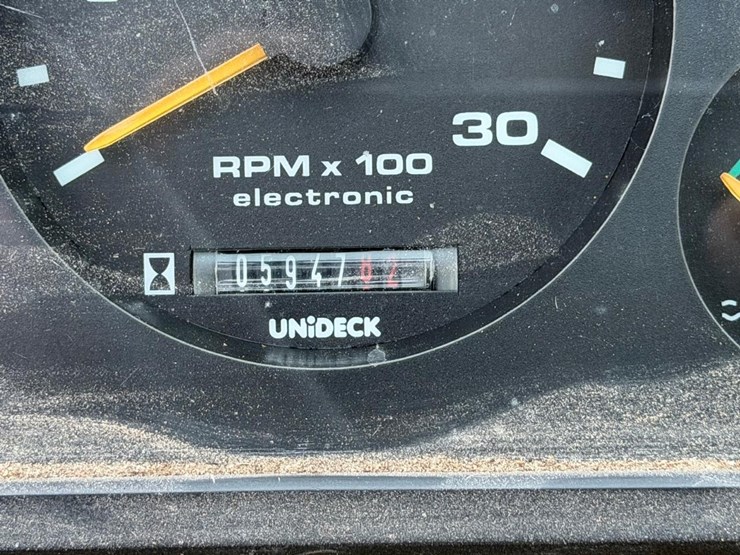 30
RPM x 100
electronic
05947
UNiDECK